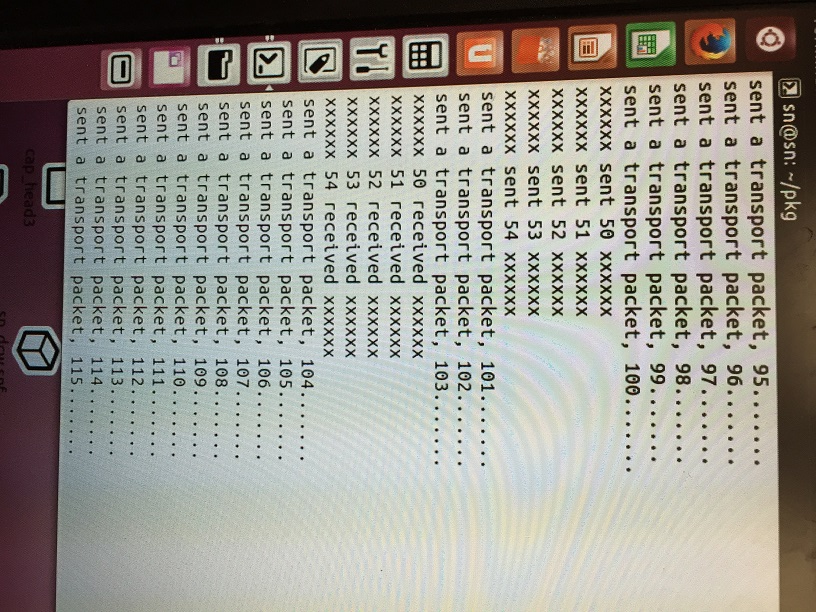 sn@sn: ~/pkg
sent a transport packet, 95.......
sent a transport packet, 96.......
sent a transport packet, 97.......
sent a transport packet, 98.......
sent a transport packet, 99.......
sent a transport packet, 100.......
xxxxxx sent 50 xxxxxx
xxxxxx sent 51 xxxxxx
xxxxxx sent 52 xxxxxx
xxxxxx sent 53 xxxxxx
xxxxxx sent 54 xxxxxx
sent a transport packet, 101.......
sent a transport packet, 102.......
sent a transport packet, 103.......
xxxxxx 50 received xxxxxx
xxxxxx 51 received xxxxxx
xxxxxx 52 received xxxxxx
xxxxxx 53 received xxxxxx
xxxxxx 54 received xxxxxx
sent a transport packet, 104.......
sent a transport packet, 105.......
sent a transport packet, 106.......
sent a transport packet, 107.......
sent a transport packet, 108.......
sent a transport packet, 109.......
sent a transport packet, 110.......
sent a transport packet, 111.......
sent a transport packet, 112.......
sent a transport packet, 113.......
sent a transport packet, 114.......
sent a transport packet, 115.......
cap_head3